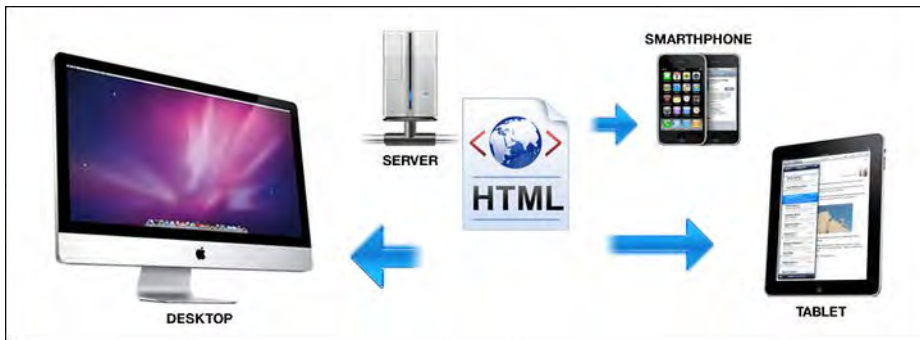 SMARTHPHONE
SERVER
HTML
DESKTOP
TABLET